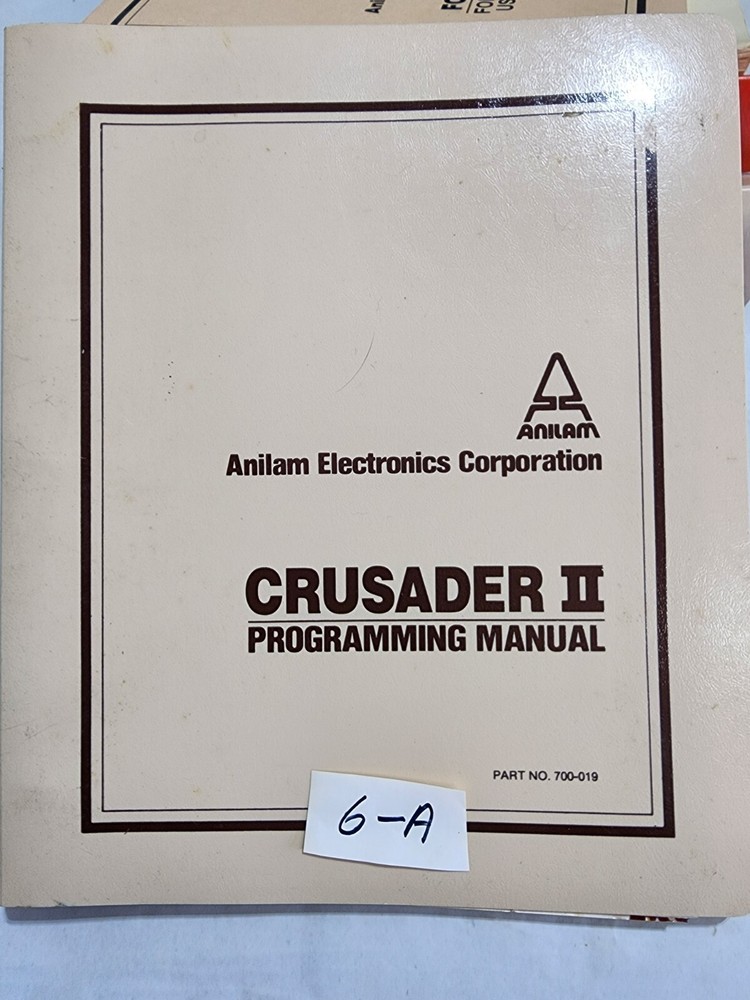 ANILAM
Anilam Electronics Corporation
CRUSADER II
PROGRAMMING MANUAL
PART NO. 700-019
6-A